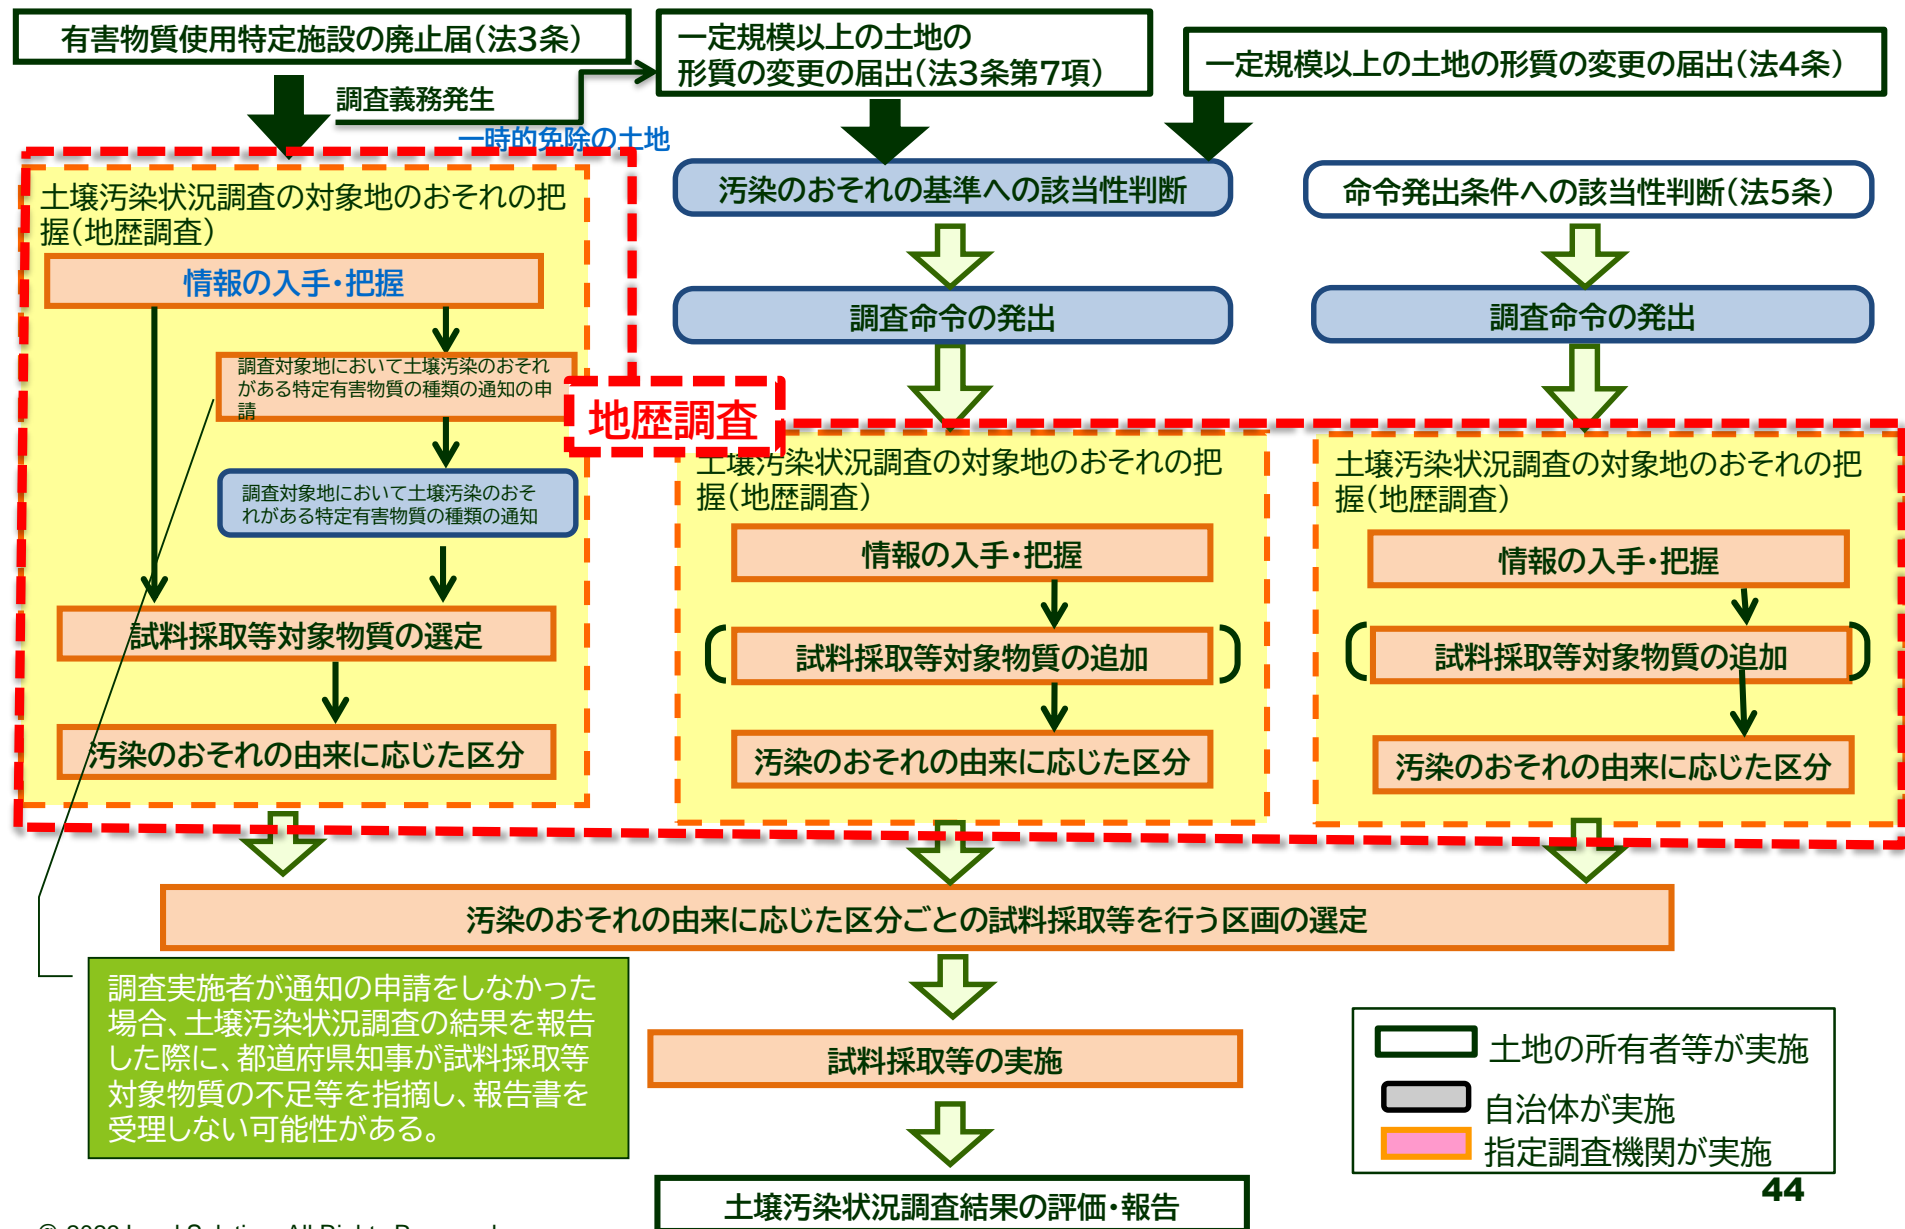 有害物質使用特定施設の廃止届(法3条)
一定規模以上の土地の
形質の変更の届出(法3条第7項)
一定規模以上の土地の形質の変更の届出(法4条)
調査義務発生
一時的免除の土地
土壌汚染状況調査の対象地のおそれの把
握(地歴調査)
情報の入手・把握
調査対象地において土壌汚染のおそれ
がある特定有害物質の種類の通知の申
請
調査対象地において土壌汚染のおそ
れがある特定有害物質の種類の通知
試料採取等対象物質の選定
汚染のおそれの由来に応じた区分
地歴調査
汚染のおそれの基準への該当性判断
調査命令の発出
土壌汚染状況調査の対象地のおそれの把
握(地歴調査)
情報の入手・把握
試料採取等対象物質の追加
汚染のおそれの由来に応じた区分
命令発出条件への該当性判断(法5条)
調査命令の発出
土壌汚染状況調査の対象地のおそれの把
握(地歴調査)
情報の入手・把握
試料採取等対象物質の追加
汚染のおそれの由来に応じた区分
汚染のおそれの由来に応じた区分ごとの試料採取等を行う区画の選定
調査実施者が通知の申請をしなかった
場合、土壌汚染状況調査の結果を報告
した際に、都道府県知事が試料採取等
対象物質の不足等を指摘し、報告書を
受理しない可能性がある。
試料採取等の実施
土壌汚染状況調査結果の評価・報告
土地の所有者等が実施
自治体が実施
指定調査機関が実施
44